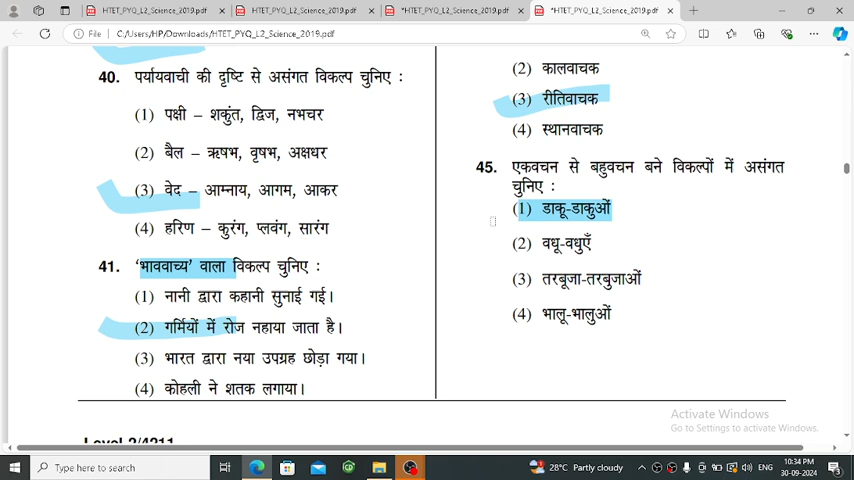 HTET_PYQ_L2_Science_2019.pdf
HTET_PYQ_L2_Science_2019.pdf
*HTET_PYQ_L2_Science_2019.pdf
*HTET_PYQ_L2_Science_2019.pdf
File
C:/Users/HP/Downloads/HTET_PYQ_L2_Science_2019.pdf
40. पर्यायवाची की दृष्टि से असंगत विकल्प चुनिए :
(1) पक्षी – शकुंत, द्विज, नभचर
(2) बैल – ऋषभ, वृषभ, अक्षधर
(3) वेद – आम्नाय, आगम, आकर
(4) हरिण – कुरंग, प्लवंग, सारंग
41. 'भाववाच्य' वाला विकल्प चुनिए :
(1) नानी द्वारा कहानी सुनाई गई।
(2) गर्मियों में रोज नहाया जाता है।
(3) भारत द्वारा नया उपग्रह छोड़ा गया।
(4) कोहली ने शतक लगाया।
(2) कालवाचक
(3) रीतिवाचक
(4) स्थानवाचक
45. एकवचन से बहुवचन बने विकल्पों में असंगत
चुनिए :
(1) डाकू-डाकुओं
(2) वधू-वधुएँ
(3) तरबूजा-तरबुजाओं
(4) भालू-भालुओं
Activate Windows
Go to Settings to activate Windows.
Level-2/4211
Type here to search
28°C Partly cloudy
ENG
10:34 PM
30-09-2024
3